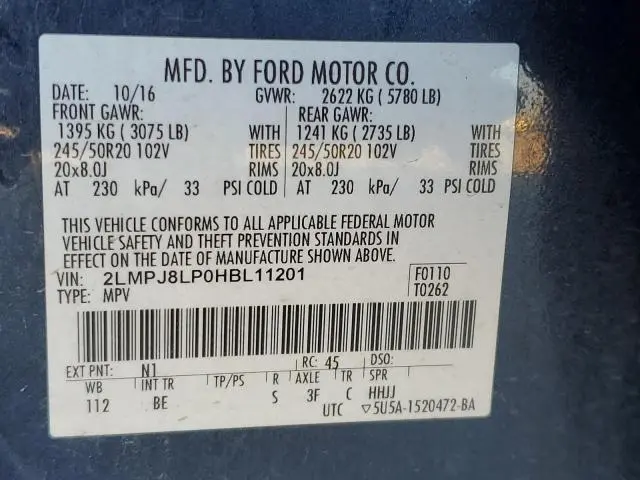 MFD. BY FORD MOTOR CO.
DATE: 10/16 GVWR: 2622 KG ( 5780 LB)
FRONT GAWR: REAR GAWR:
1395 KG ( 3075 LB) WITH 1241 KG ( 2735 LB) WITH
245/50R20 102V TIRES 245/50R20 102V TIRES
20x8.0J RIMS 20x8.0J RIMS
AT 230 kPa/ 33 PSI COLD AT 230 kPa/ 33 PSI COLD
THIS VEHICLE CONFORMS TO ALL APPLICABLE FEDERAL MOTOR
VEHICLE SAFETY AND THEFT PREVENTION STANDARDS IN
EFFECT ON THE DATE OF MANUFACTURE SHOWN ABOVE.
VIN: 2LMPJ8LP0HBL11201 F0110
TYPE: MPV T0262
EXT PNT: N1 RC: 45 DSO:
WB INT TR TP/PS R AXLE TR SPR
112 BE S 3F C HHJJ
UTC ▽5U5A-1520472-BA